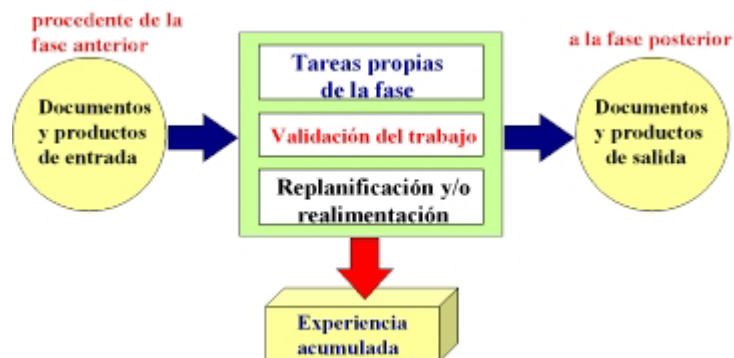 procedente de la
fase anterior
Documentos
y productos
de entrada
Tareas propias
de la fase
Validación del trabajo
Replanificación y/o
realimentación
a la fase posterior
Documentos
y productos
de salida
Experiencia
acumulada